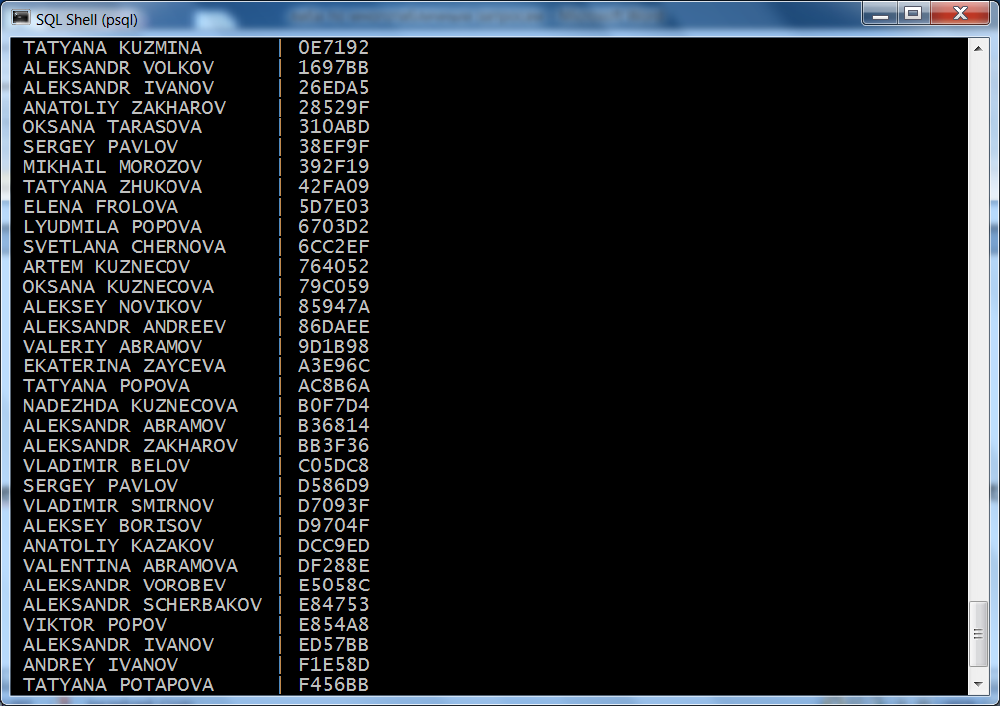 SQL Shell (psql)
TATYANA KUZMINA | 0E7192
ALEKSANDR VOLKOV | 1697BB
ALEKSANDR IVANOV | 26EDA5
ANATOLIY ZAKHAROV | 28529F
OKSANA TARASOVA | 310ABD
SERGEY PAVLOV | 38EF9F
MIKHAIL MOROZOV | 392F19
TATYANA ZHUKOVA | 42FA09
ELENA FROLOVA | 5D7E03
LYUDMILA POPOVA | 6703D2
SVETLANA CHERNOVA | 6CC2EF
ARTEM KUZNECOV | 764052
OKSANA KUZNECOVA | 79C059
ALEKSEY NOVIKOV | 85947A
ALEKSANDR ANDREEV | 86DAEE
VALERIY ABRAMOV | 9D1B98
EKATERINA ZAYCEVA | A3E96C
TATYANA POPOVA | AC8B6A
NADEZHDA KUZNECOVA | B0F7D4
ALEKSANDR ABRAMOV | B36814
ALEKSANDR ZAKHAROV | BB3F36
VLADIMIR BELOV | C05DC8
SERGEY PAVLOV | D586D9
VLADIMIR SMIRNOV | D7093F
ALEKSEY BORISOV | D9704F
ANATOLIY KAZAKOV | DCC9ED
VALENTINA ABRAMOVA | DF288E
ALEKSANDR VOROBEV | E5058C
ALEKSANDR SCHERBAKOV | E84753
VIKTOR POPOV | E854A8
ALEKSANDR IVANOV | ED57BB
ANDREY IVANOV | F1E58D
TATYANA POTAPOVA | F456BB